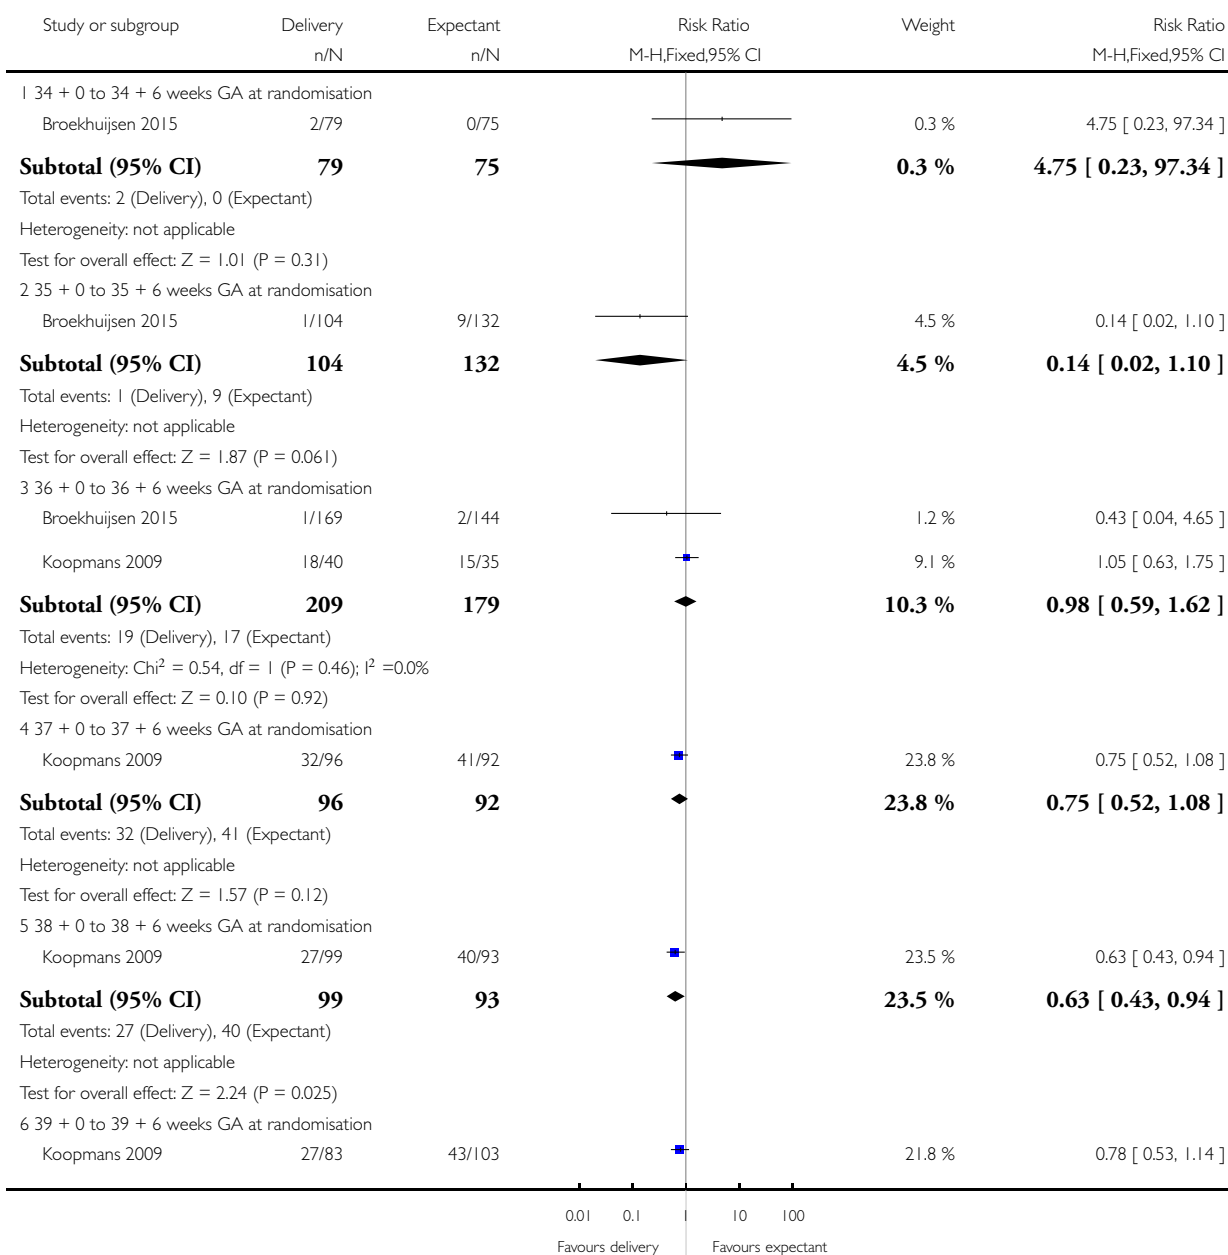 Study or subgroup Delivery Expectant Risk Ratio Weight Risk Ratio
n/N n/N M-H,Fixed,95% CI M-H,Fixed,95% CI
1 34 + 0 to 34 + 6 weeks GA at randomisation
Broekhuijsen 2015 2/79 0/75 0.3 % 4.75 [ 0.23, 97.34 ]
Subtotal (95% CI) 79 75 0.3 % 4.75 [ 0.23, 97.34 ]
Total events: 2 (Delivery), 0 (Expectant)
Heterogeneity: not applicable
Test for overall effect: Z = 1.01 (P = 0.31)
2 35 + 0 to 35 + 6 weeks GA at randomisation
Broekhuijsen 2015 1/104 9/132 4.5 % 0.14 [ 0.02, 1.10 ]
Subtotal (95% CI) 104 132 4.5 % 0.14 [ 0.02, 1.10 ]
Total events: 1 (Delivery), 9 (Expectant)
Heterogeneity: not applicable
Test for overall effect: Z = 1.87 (P = 0.061)
3 36 + 0 to 36 + 6 weeks GA at randomisation
Broekhuijsen 2015 1/169 2/144 1.2 % 0.43 [ 0.04, 4.65 ]
Koopmans 2009 18/40 15/35 9.1 % 1.05 [ 0.63, 1.75 ]
Subtotal (95% CI) 209 179 10.3 % 0.98 [ 0.59, 1.62 ]
Total events: 19 (Delivery), 17 (Expectant)
Heterogeneity: Chi² = 0.54, df = 1 (P = 0.46); I² =0.0%
Test for overall effect: Z = 0.10 (P = 0.92)
4 37 + 0 to 37 + 6 weeks GA at randomisation
Koopmans 2009 32/96 41/92 23.8 % 0.75 [ 0.52, 1.08 ]
Subtotal (95% CI) 96 92 23.8 % 0.75 [ 0.52, 1.08 ]
Total events: 32 (Delivery), 41 (Expectant)
Heterogeneity: not applicable
Test for overall effect: Z = 1.57 (P = 0.12)
5 38 + 0 to 38 + 6 weeks GA at randomisation
Koopmans 2009 27/99 40/93 23.5 % 0.63 [ 0.43, 0.94 ]
Subtotal (95% CI) 99 93 23.5 % 0.63 [ 0.43, 0.94 ]
Total events: 27 (Delivery), 40 (Expectant)
Heterogeneity: not applicable
Test for overall effect: Z = 2.24 (P = 0.025)
6 39 + 0 to 39 + 6 weeks GA at randomisation
Koopmans 2009 27/83 43/103 21.8 % 0.78 [ 0.53, 1.14 ]
0.01 0.1 1 10 100
Favours delivery Favours expectant